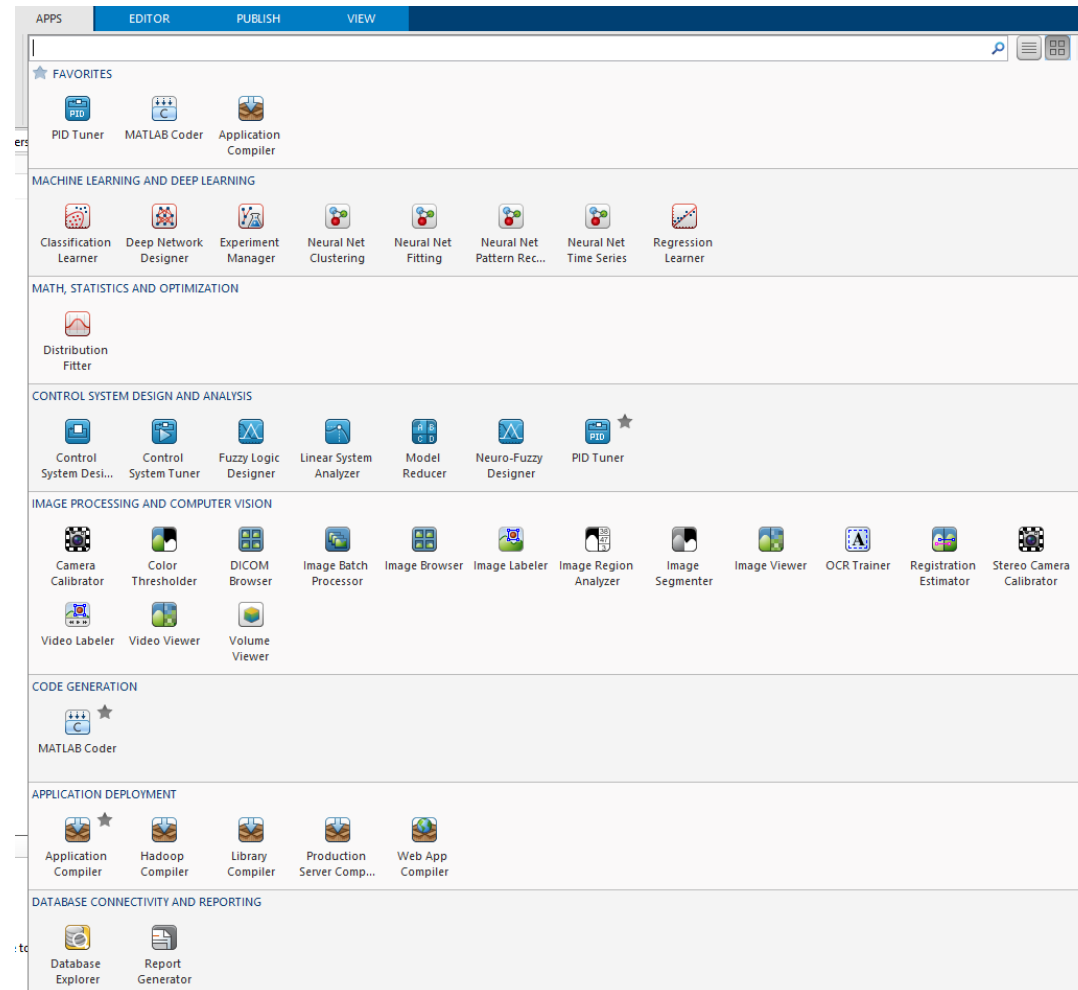 APPS EDITOR PUBLISH VIEW
FAVORITES
PID
C
PID Tuner MATLAB Coder Application
Compiler
ers
MACHINE LEARNING AND DEEP LEARNING
Classification Deep Network Experiment Neural Net Neural Net Neural Net Neural Net Regression
Learner Designer Manager Clustering Fitting Pattern Rec... Time Series Learner
MATH, STATISTICS AND OPTIMIZATION
Distribution
Fitter
CONTROL SYSTEM DESIGN AND ANALYSIS
A B
C D
PID
Control Control Fuzzy Logic Linear System Model Neuro-Fuzzy PID Tuner
System Desi... System Tuner Designer Analyzer Reducer Designer
IMAGE PROCESSING AND COMPUTER VISION
A
Camera Color DICOM Image Batch Image Browser Image Labeler Image Region Image Image Viewer OCR Trainer Registration Stereo Camera
Calibrator Thresholder Browser Processor Analyzer Segmenter Estimator Calibrator
Video Labeler Video Viewer Volume
Viewer
CODE GENERATION
C
MATLAB Coder
APPLICATION DEPLOYMENT
Application Hadoop Library Production Web App
Compiler Compiler Compiler Server Comp... Compiler
DATABASE CONNECTIVITY AND REPORTING
: to
Database Report
Explorer Generator